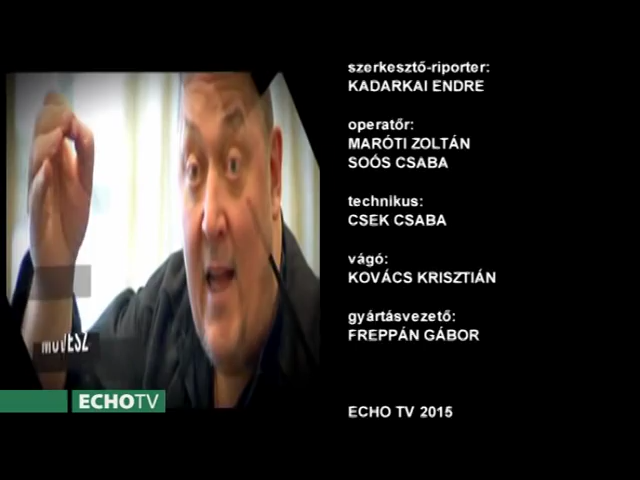 szerkesztő-riporter:
KADARKAI ENDRE
operatőr:
MARÓTI ZOLTÁN
SOÓS CSABA
technikus:
CSEK CSABA
vágó:
KOVÁCS KRISZTIÁN
gyártásvezető:
FREPPÁN GÁBOR
ECHO TV 2015
ECHOTV